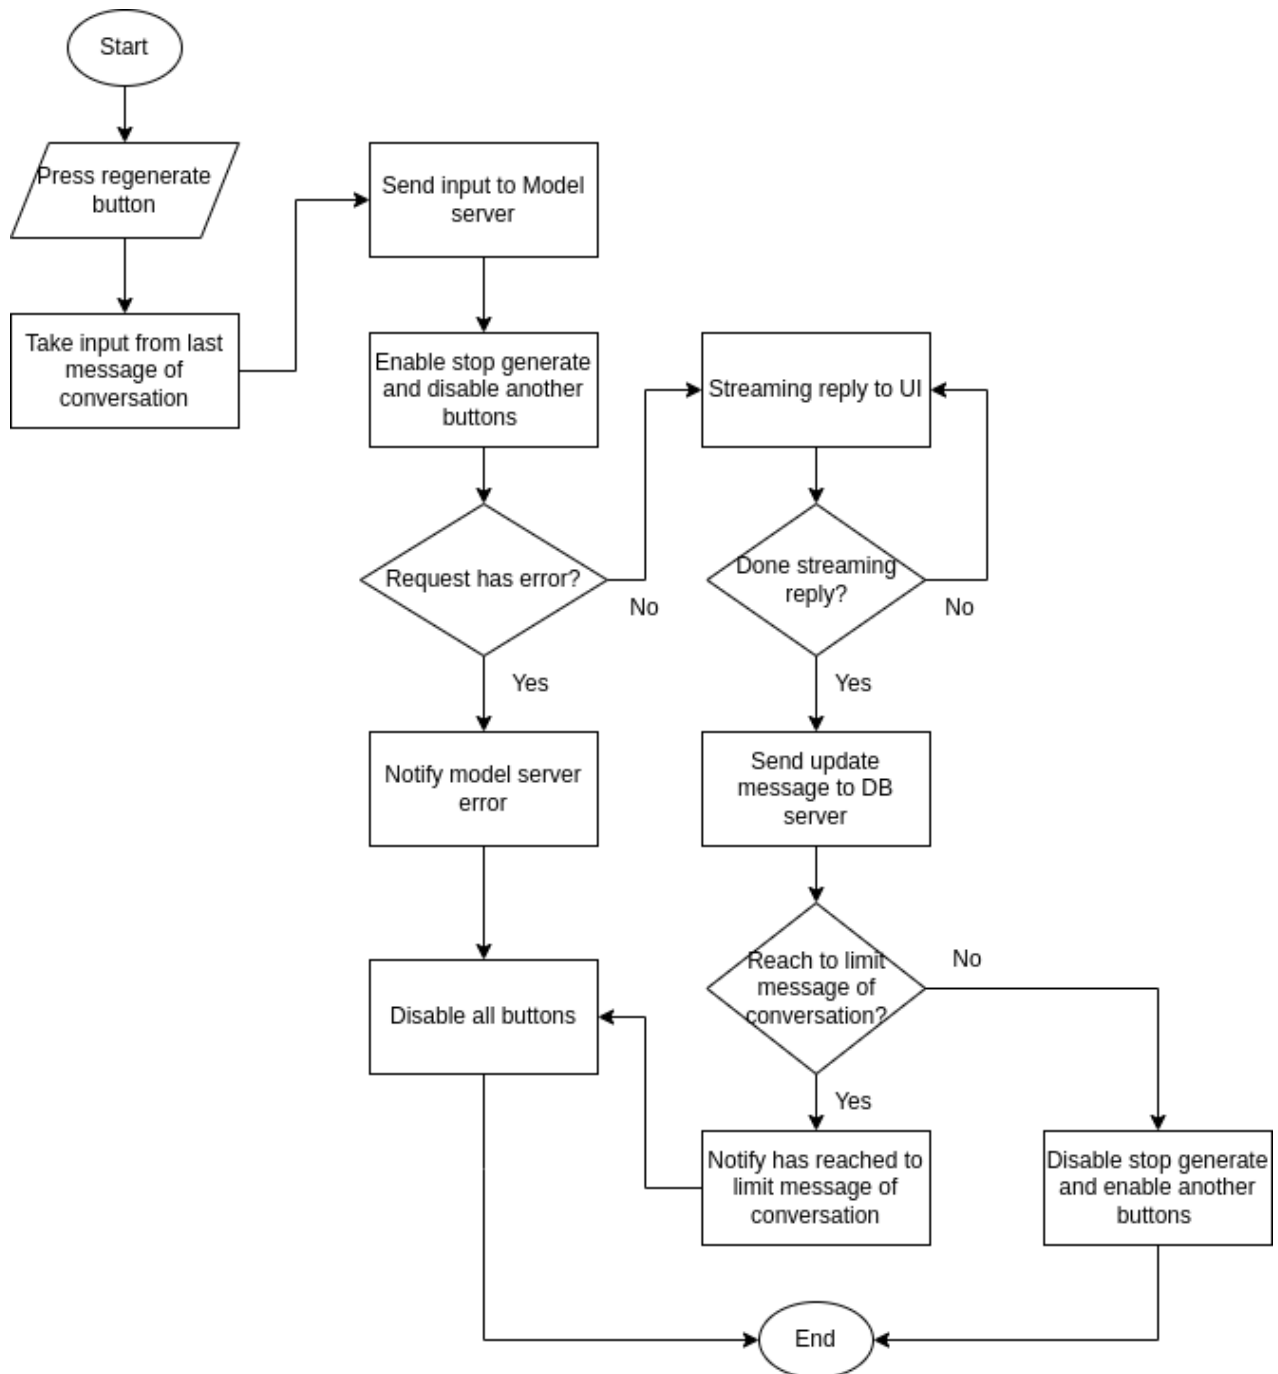 Start
Press regenerate
button
Take input from last
message of
conversation
Send input to Model
server
Enable stop generate
and disable another
buttons
Request has error?
No
Yes
Notify model server
error
Disable all buttons
Streaming reply to UI
Done streaming
reply?
No
Yes
Send update
message to DB
server
Reach to limit
message of
conversation?
No
Yes
Notify has reached to
limit message of
conversation
Disable stop generate
and enable another
buttons
End